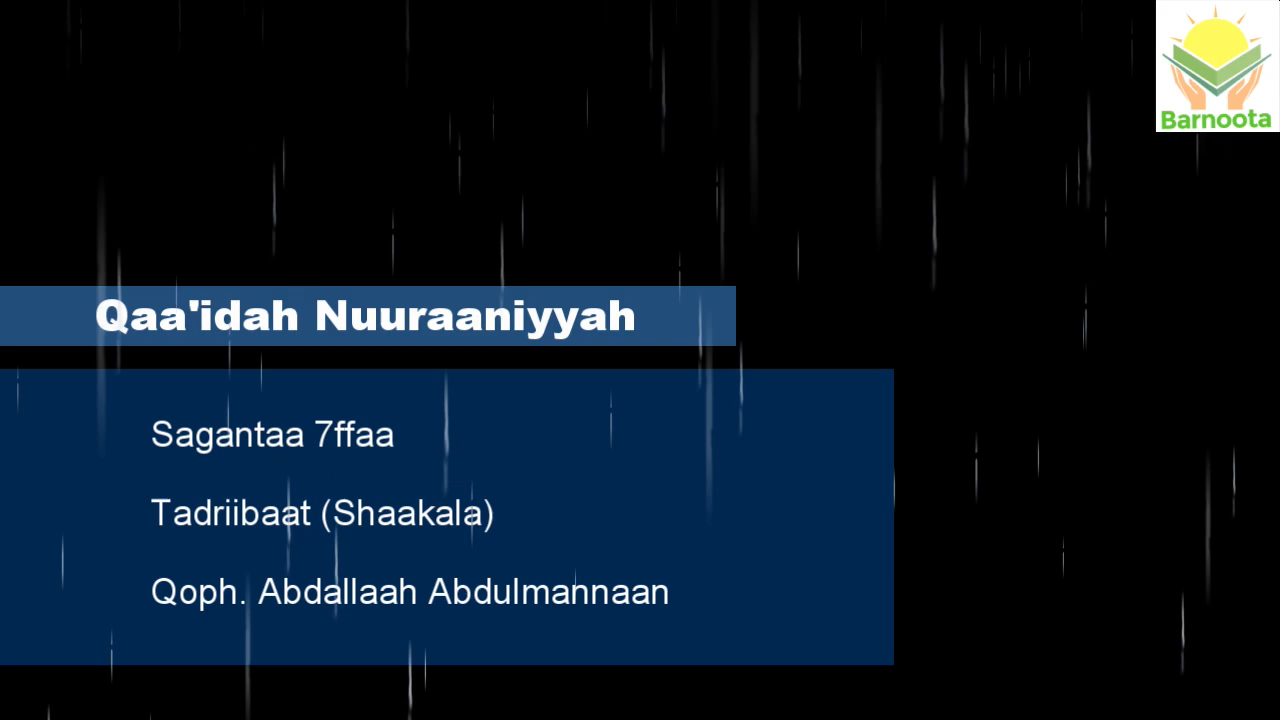 Barnoota
Qaa'idah Nuuraaniyyah
Sagantaa 7ffaa
Tadriibaat (Shaakala)
Qoph. Abdallaah Abdulmannaan